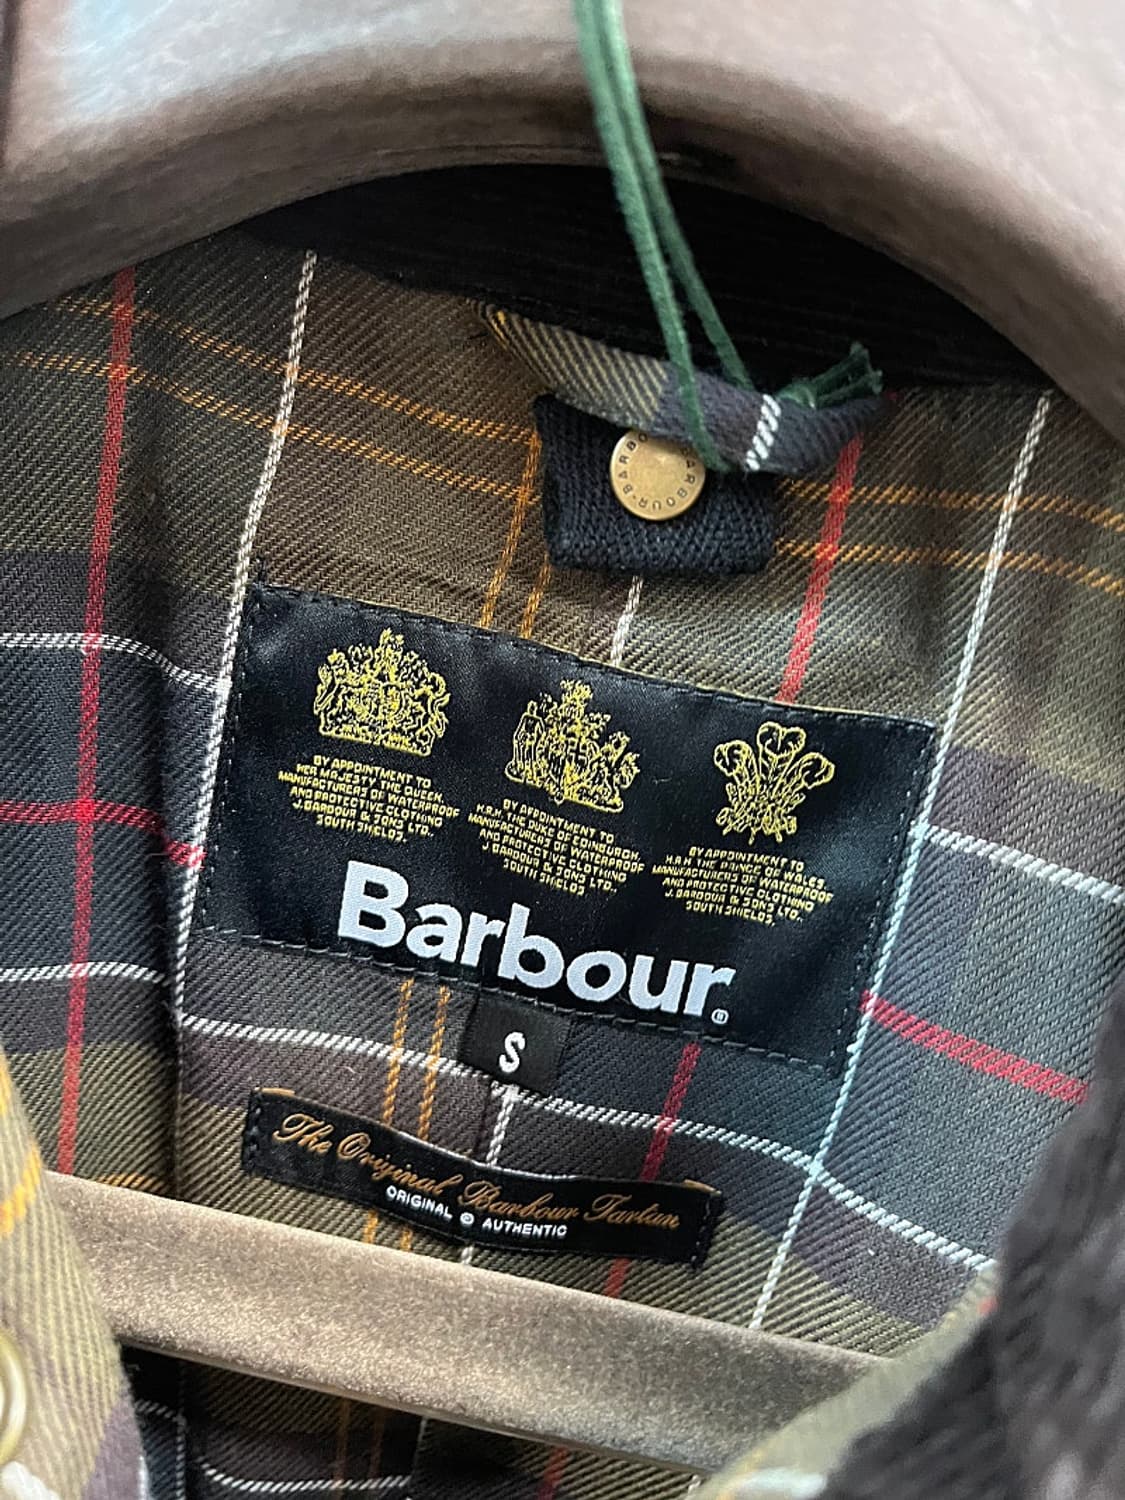 BARBOUR·BARBOUR
BY APPOINTMENT TO
HER MAJESTY THE QUEEN
MANUFACTURERS OF WATERPROOF
AND PROTECTIVE CLOTHING
J.BARBOUR & SONS LTD.
SOUTH SHIELDS.
BY APPOINTMENT TO
H.R.H. THE DUKE OF EDINBURGH
MANUFACTURERS OF WATERPROOF
AND PROTECTIVE CLOTHING
J.BARBOUR & SONS LTD.
SOUTH SHIELDS
BY APPOINTMENT TO
H.R.H THE PRINCE OF WALES.
MANUFACTURERS OF WATERPROOF
AND PROTECTIVE CLOTHING
J.BARBOUR & SONS LTD.
SOUTH SHIELDS.
Barbour®
S
The Original Barbour Tartan
ORIGINAL © AUTHENTIC